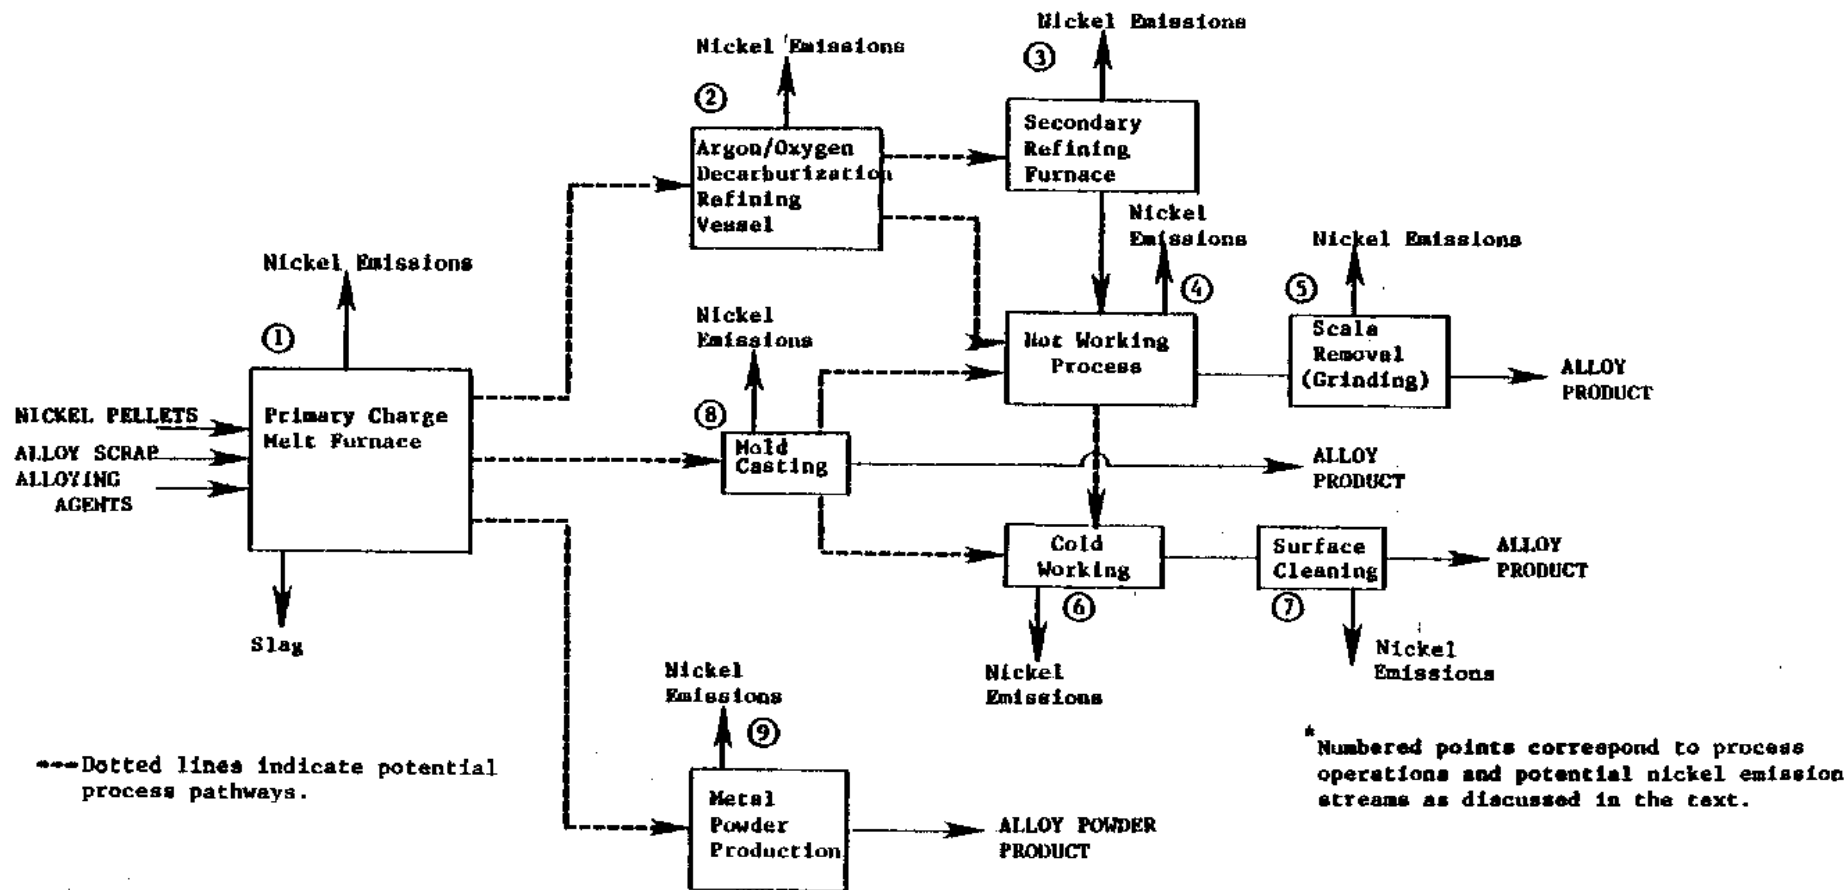 Nickel Emissions
③
Secondary
Refining
Furnace
Nickel Emissions
②
Argon/Oxygen
Decarburization
Refining
Vessel
Nickel
Emissions
④
Nickel Emissions
⑤
Scala
Removal
(Grinding)
ALLOY
PRODUCT
Hot Working
Process
Nickel Emissions
①
Primary Charge
Melt Furnace
NICKEL PELLETS
ALLOY SCRAP
ALLOYING
AGENTS
Slag
Nickel
Emissions
⑧
Mold
Casting
ALLOY
PRODUCT
Cold
Working
⑥
Nickel
Emissions
Surface
Cleaning
⑦
Nickel
Emissions
ALLOY
PRODUCT
Nickel
Emissions
⑨
Metal
Powder
Production
ALLOY POWDER
PRODUCT
Dotted lines indicate potential
process pathways.
*
Numbered points correspond to process
operations and potential nickel emission
streams as discussed in the text.